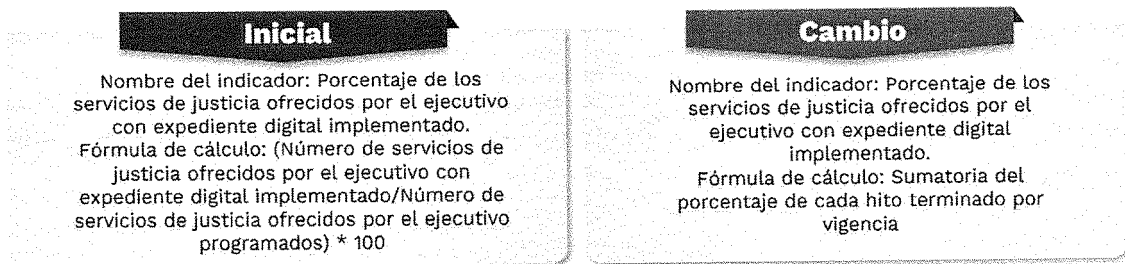 Inicial
Nombre del indicador: Porcentaje de los
servicios de justicia ofrecidos por el ejecutivo
con expediente digital implementado.
Fórmula de cálculo: (Número de servicios de
justicia ofrecidos por el ejecutivo con
expediente digital implementado/Número de
servicios de justicia ofrecidos por el ejecutivo
programados) * 100
Cambio
Nombre del indicador: Porcentaje de los
servicios de justicia ofrecidos por el
ejecutivo con expediente digital
implementado.
Fórmula de cálculo: Sumatoria del
porcentaje de cada hito terminado por
vigencia